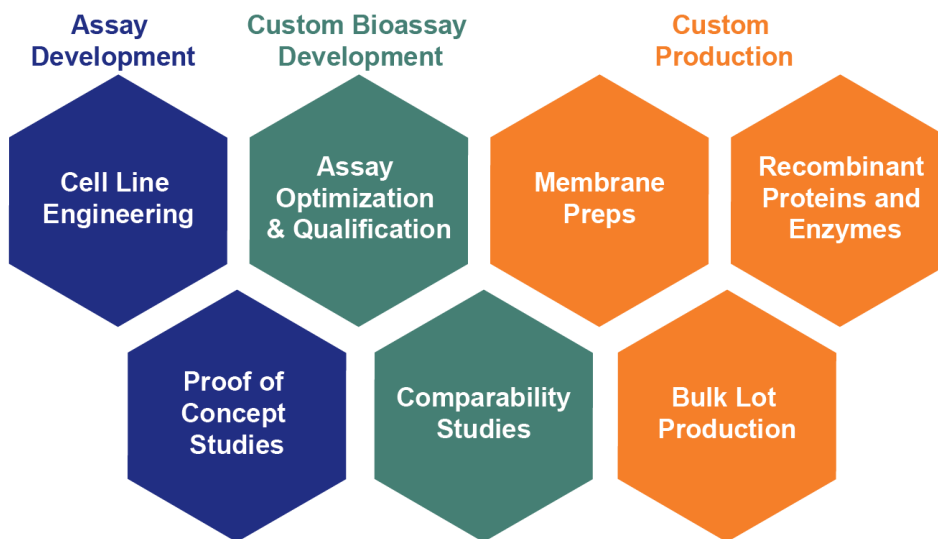 Assay
Development
Custom Bioassay
Development
Custom
Production
Cell Line
Engineering
Assay
Optimization
& Qualification
Membrane
Preps
Recombinant
Proteins and
Enzymes
Proof of
Concept
Studies
Comparability
Studies
Bulk Lot
Production